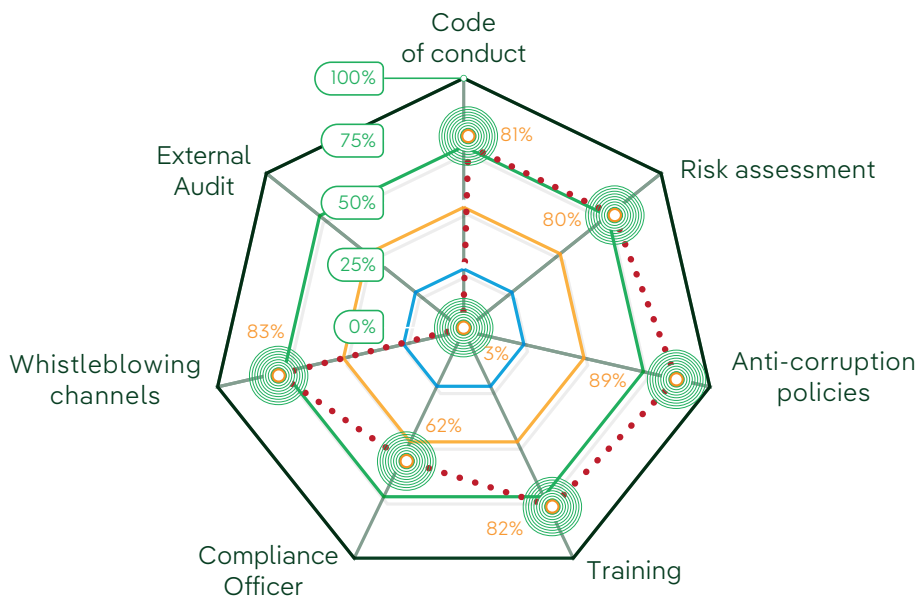 Code
of conduct
100%
75%
50%
25%
0%
81%
Risk assessment
80%
External
Audit
83%
Whistleblowing
channels
3%
89%
Anti-corruption
policies
62%
82%
Compliance
Officer
Training